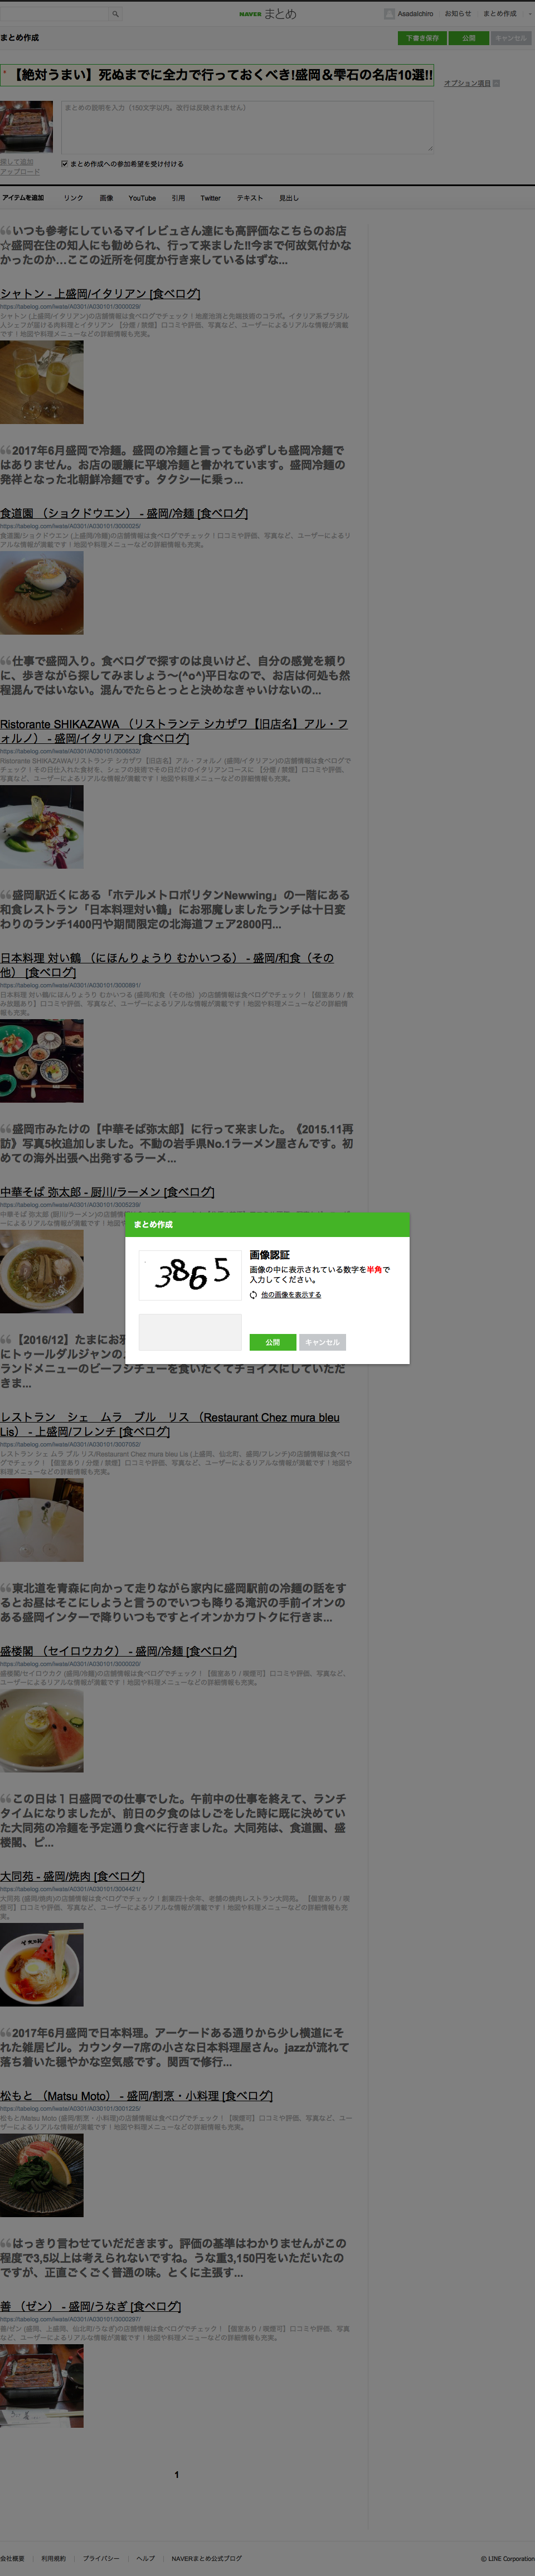 NAVER まとめ
AsadaIchiro お知らせ まとめ作成
まとめ作成
下書き保存 公開 キャンセル
* 【絶対うまい】死ぬまでに全力で行っておくべき!盛岡&雫石の名店10選!!
オプション項目
まとめの説明を入力（150文字以内。改行は反映されません）
探して追加
アップロード
まとめ作成への参加希望を受け付ける
アイテムを追加 リンク 画像 YouTube 引用 Twitter テキスト 見出し
いつも参考にしているマイレビュさん達にも高評価なこちらのお店
☆盛岡在住の知人にも勧められ、行って来ました!!今まで何故気付かな
かったのか…ここの近所を何度か行き来しているはずな...
シャトン - 上盛岡/イタリアン [食べログ]
https://tabelog.com/iwate/A0301/A030101/3000029/
シャトン (上盛岡/イタリアン)の店舗情報は食べログでチェック！地産池消と先端技術のコラボ。イタリア系ブラジル
人シェフが届ける肉料理とイタリアン 【分煙 / 禁煙】口コミや評価、写真など、ユーザーによるリアルな情報が満載
です！地図や料理メニューなどの詳細情報も充実。
2017年6月盛岡で冷麺。盛岡の冷麺と言っても必ずしも盛岡冷麺で
はありません。お店の暖簾に平壌冷麺と書かれています。盛岡冷麺の
発祥となった北朝鮮冷麺です。タクシーに乗っ...
食道園 （ショクドウエン） - 盛岡/冷麺 [食べログ]
https://tabelog.com/iwate/A0301/A030101/3000025/
食道園/ショクドウエン (上盛岡/冷麺)の店舗情報は食べログでチェック！口コミや評価、写真など、ユーザーによるリ
アルな情報が満載です！地図や料理メニューなどの詳細情報も充実。
仕事で盛岡入り。食べログで探すのは良いけど、自分の感覚を頼り
に、歩きながら探してみましょう〜(^o^)平日なので、お店は何処も然
程混んではいない。混んでたらとっとと決めなきゃいけないの...
Ristorante SHIKAZAWA （リストランテ シカザワ【旧店名】アル・フ
ォルノ） - 盛岡/イタリアン [食べログ]
https://tabelog.com/iwate/A0301/A030101/3006532/
Ristorante SHIKAZAWA/リストランテ シカザワ【旧店名】アル・フォルノ (盛岡/イタリアン)の店舗情報は食べログで
チェック！その日仕入れた食材を、シェフの技術でその日だけのイタリアンコースに 【分煙 / 禁煙】口コミや評価、
写真など、ユーザーによるリアルな情報が満載です！地図や料理メニューなどの詳細情報も充実。
盛岡駅近くにある「ホテルメトロポリタンNewwing」の一階にある
和食レストラン「日本料理対い鶴」にお邪魔しましたランチは十日変
わりのランチ1400円や期間限定の北海道フェア2800円...
日本料理 対い鶴 （にほんりょうり むかいつる） - 盛岡/和食（その
他） [食べログ]
https://tabelog.com/iwate/A0301/A030101/3000891/
日本料理 対い鶴/にほんりょうり むかいつる (盛岡/和食（その他）)の店舗情報は食べログでチェック！【個室あり / 飲
み放題あり】口コミや評価、写真など、ユーザーによるリアルな情報が満載です！地図や料理メニューなどの詳細情
報も充実。
盛岡市みたけの【中華そば弥太郎】に行って来ました。《2015.11再
訪》写真5枚追加しました。不動の岩手県No.1ラーメン屋さんです。初
めての海外出張へ出発するラーメ...
中華そば 弥太郎 - 厨川/ラーメン [食べログ]
https://tabelog.com/iwate/A0301/A030101/3005239/
中華そば 弥太郎 (厨川/ラーメン)の店舗情
ーによるリアルな情報が満載です！地図
まとめ作成
3865
画像認証
画像の中に表示されている数字を半角で
入力してください。
他の画像を表示する
公開 キャンセル
【2016/12】たまにお邪
にトゥールダルジャンの
ランドメニューのビーフシチューを食いたくてチョイスにしていただ
きま...
レストラン シェ ムラ ブル リス （Restaurant Chez mura bleu
Lis） - 上盛岡/フレンチ [食べログ]
https://tabelog.com/iwate/A0301/A030101/3007052/
レストラン シェ ムラ ブル リス/Restaurant Chez mura bleu Lis (上盛岡、仙北町、盛岡/フレンチ)の店舗情報は食べロ
グでチェック！【個室あり / 分煙 / 禁煙】口コミや評価、写真など、ユーザーによるリアルな情報が満載です！地図や
料理メニューなどの詳細情報も充実。
東北道を青森に向かって走りながら家内に盛岡駅前の冷麺の話をす
るとお昼はそこにしようと言うのでいつも降りる滝沢の手前イオンの
ある盛岡インターで降りいつもですとイオンかカワトクに行きま...
盛楼閣 （セイロウカク） - 盛岡/冷麺 [食べログ]
https://tabelog.com/iwate/A0301/A030101/3000020/
盛楼閣/セイロウカク (盛岡/冷麺)の店舗情報は食べログでチェック！【個室あり / 喫煙可】口コミや評価、写真など、
ユーザーによるリアルな情報が満載です！地図や料理メニューなどの詳細情報も充実。
この日は１日盛岡での仕事でした。午前中の仕事を終えて、ランチ
タイムになりましたが、前日の夕食のはしごをした時に既に決めてい
た大同苑の冷麺を予定通り食べに行きました。大同苑は、食道園、盛
楼閣、ピ...
大同苑 - 盛岡/焼肉 [食べログ]
https://tabelog.com/iwate/A0301/A030101/3004421/
大同苑 (盛岡/焼肉)の店舗情報は食べログでチェック！創業四十余年、老舗の焼肉レストラン大同苑。 【個室あり / 喫
煙可】口コミや評価、写真など、ユーザーによるリアルな情報が満載です！地図や料理メニューなどの詳細情報も充
実。
2017年6月盛岡で日本料理。アーケードある通りから少し横道にそ
れた雑居ビル。カウンター7席の小さな日本料理屋さん。jazzが流れて
落ち着いた穏やかな空気感です。関西で修行...
松もと （Matsu Moto） - 盛岡/割烹・小料理 [食べログ]
https://tabelog.com/iwate/A0301/A030101/3001225/
松もと/Matsu Moto (盛岡/割烹・小料理)の店舗情報は食べログでチェック！【喫煙可】口コミや評価、写真など、ユー
ザーによるリアルな情報が満載です！地図や料理メニューなどの詳細情報も充実。
はっきり言わせていだだきます。評価の基準はわかりませんがこの
程度で3,5以上は考えられないですね。うな重3,150円をいただいたの
ですが、正直ごくごく普通の味。とくに主張す...
善 （ゼン） - 盛岡/うなぎ [食べログ]
https://tabelog.com/iwate/A0301/A030101/3000297/
善/ゼン (盛岡、上盛岡、仙北町/うなぎ)の店舗情報は食べログでチェック！【個室あり / 喫煙可】口コミや評価、写真
など、ユーザーによるリアルな情報が満載です！地図や料理メニューなどの詳細情報も充実。
1
会社概要 利用規約 プライバシー ヘルプ NAVERまとめ公式ブログ
© LINE Corporation